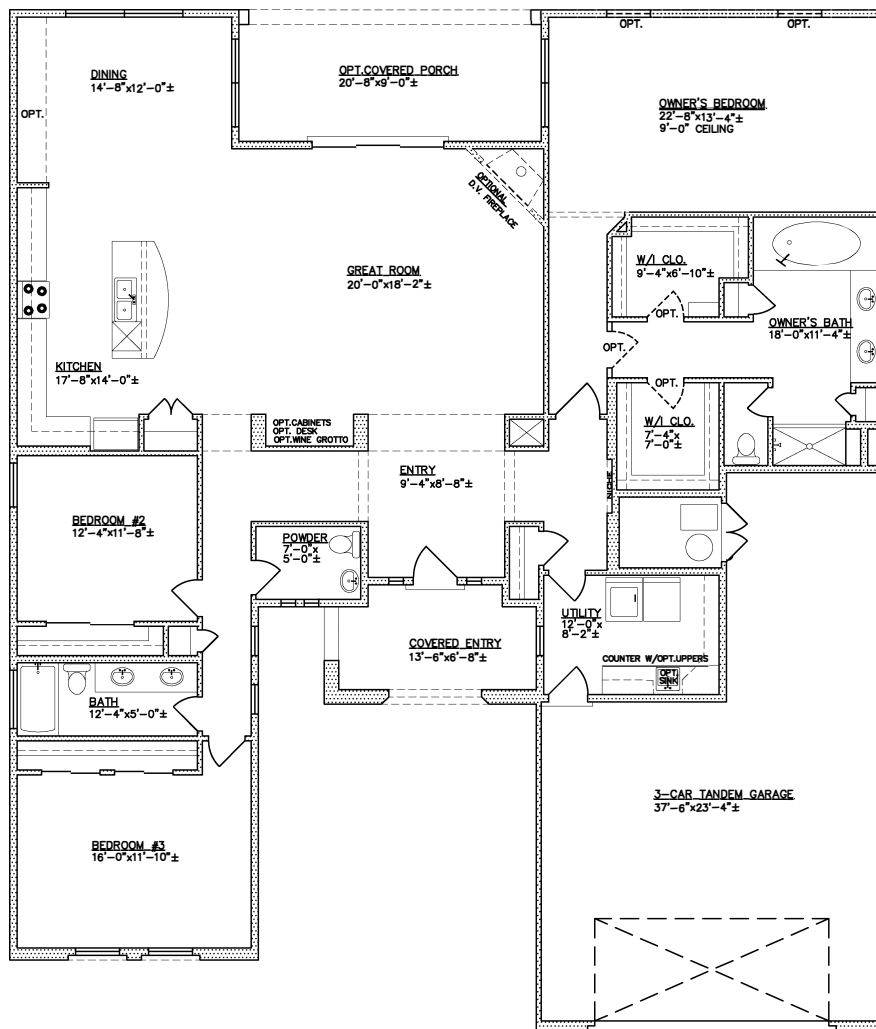 OPT.
OPT.
DINING
14'-8"x12'-0"±
OPT.COVERED PORCH
20'-8"x9'-0"±
OWNER'S BEDROOM
22'-8"x13'-4"±
9'-0" CEILING
OPT.
OPTIONAL
D.V. FIREPLACE
W/I CLO.
9'-4"x6'-10"±
GREAT ROOM
20'-0"x18'-2"±
OPT.
OWNER'S BATH
18'-0"x11'-4"±
OPT.
OPT.
KITCHEN
17'-8"x14'-0"±
OPT.CABINETS
OPT. DESK
OPT.WINE GROTTO
W/I CLO.
7'-4"x
7'-0"±
ENTRY
9'-4"x8'-8"±
NICHE
BEDROOM #2
12'-4"x11'-8"±
POWDER
7'-0"x
5'-0"±
UTILITY
12'-0"x
8'-2"±
COVERED ENTRY
13'-6"x6'-8"±
COUNTER W/OPT.UPPERS
OPT.
SINK
BATH
12'-4"x5'-0"±
3-CAR TANDEM GARAGE
37'-6"x23'-4"±
BEDROOM #3
16'-0"x11'-10"±